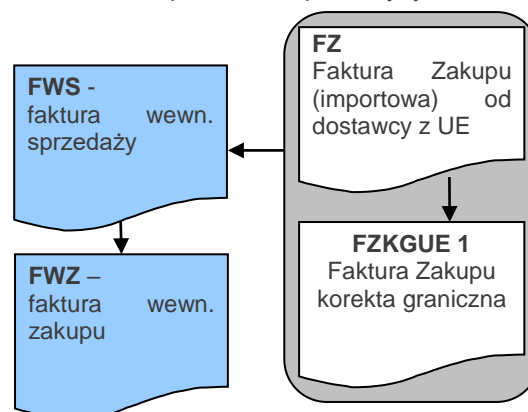 FZ
Faktura Zakupu
(importowa) od
dostawcy z UE
FWS -
faktura wewn.
sprzedaży
FZKGUE 1
Faktura Zakupu
korekta graniczna
FWZ –
faktura wewn.
zakupu